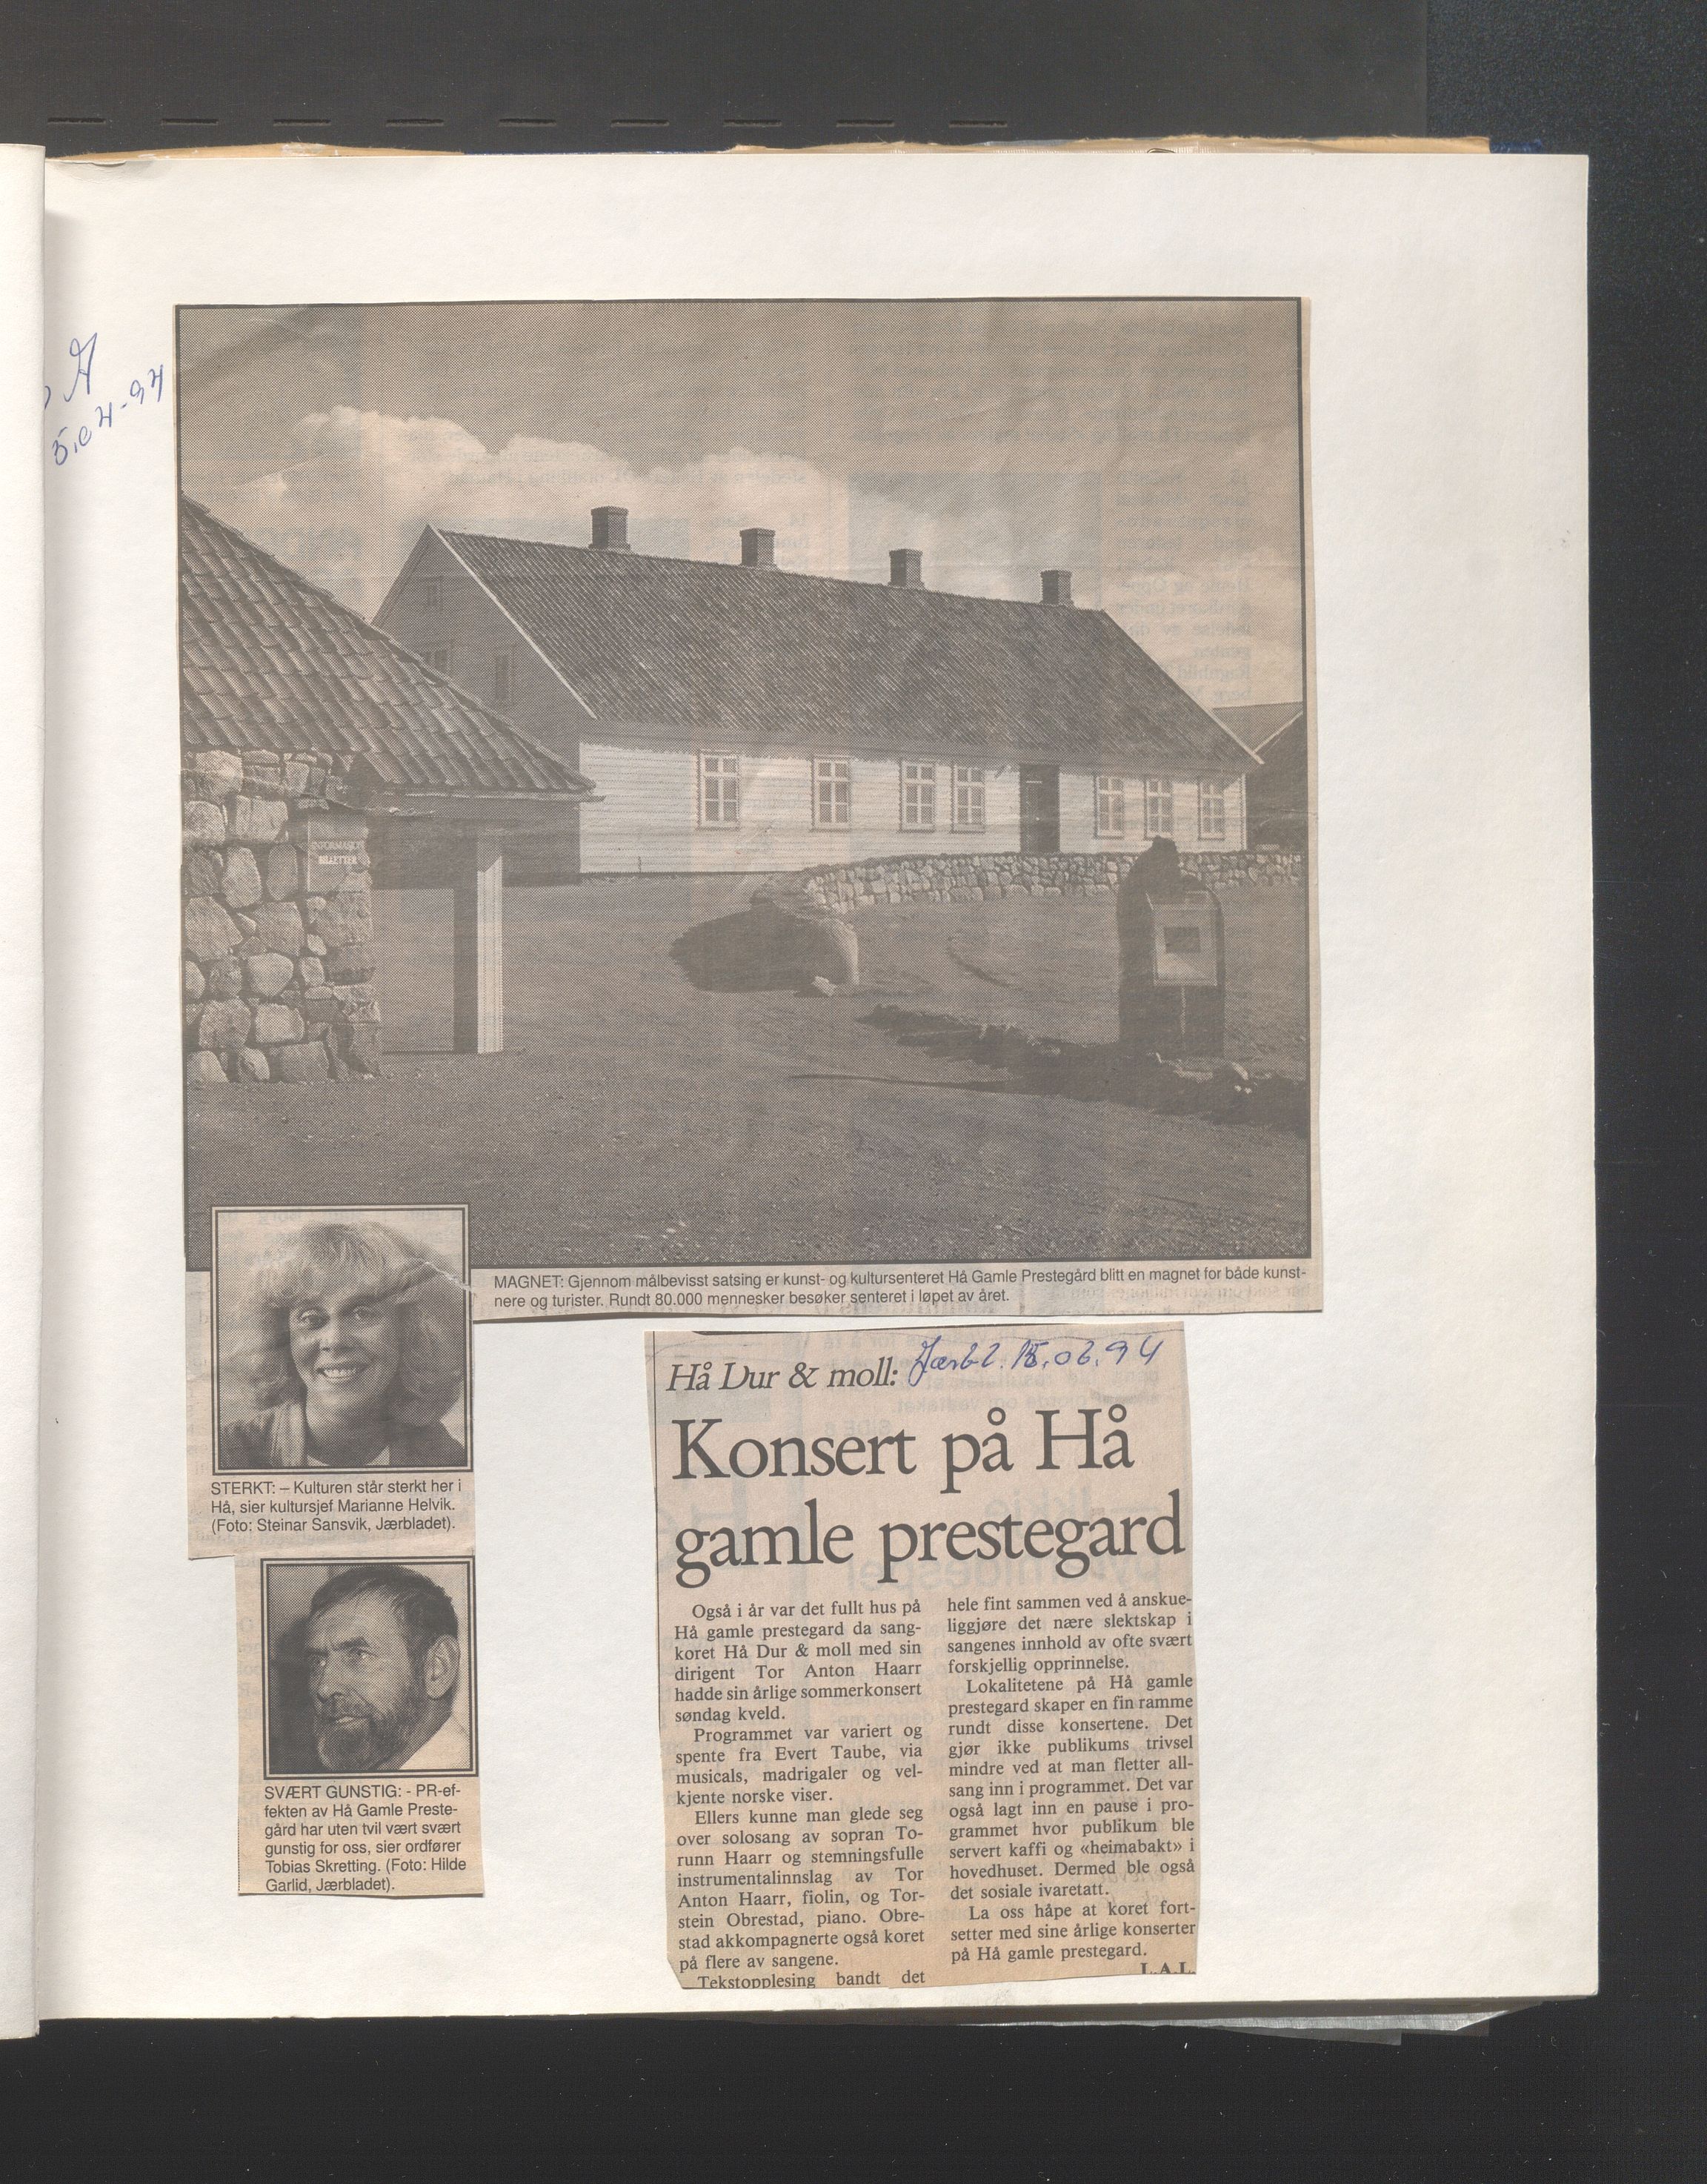 5.04-94
INFORMASJON
BILLETTER
MAGNET: Gjennom målbevisst satsing er kunst- og kultursenteret Hå Gamle Prestegård blitt en magnet for både kunst-
nere og turister. Rundt 80.000 mennesker besøker senteret i løpet av året.
STERKT: – Kulturen står sterkt her i
Hå, sier kultursjef Marianne Helvik.
(Foto: Steinar Sansvik, Jærbladet).
SVÆRT GUNSTIG: - PR-ef-
fekten av Hå Gamle Preste-
gård har uten tvil vært svært
gunstig for oss, sier ordfører
Tobias Skretting. (Foto: Hilde
Garlid, Jærbladet).
Hå Dur & moll: Jærbl. 15.06.94
Konsert på Hå
gamle prestegard
Også i år var det fullt hus på
Hå gamle prestegard da sang-
koret Hå Dur & moll med sin
dirigent Tor Anton Haarr
hadde sin årlige sommerkonsert
søndag kveld.
Programmet var variert og
spente fra Evert Taube, via
musicals, madrigaler og vel-
kjente norske viser.
Ellers kunne man glede seg
over solosang av sopran To-
runn Haarr og stemningsfulle
instrumentalinnslag av Tor
Anton Haarr, fiolin, og Tor-
stein Obrestad, piano. Obre-
stad akkompagnerte også koret
på flere av sangene.
Tekstopplesing bandt det
hele fint sammen ved å anskue-
liggjøre det nære slektskap i
sangenes innhold av ofte svært
forskjellig opprinnelse.
Lokalitetene på Hå gamle
prestegard skaper en fin ramme
rundt disse konsertene. Det
gjør ikke publikums trivsel
mindre ved at man fletter all-
sang inn i programmet. Det var
også lagt inn en pause i pro-
grammet hvor publikum ble
servert kaffi og «heimabakt» i
hovedhuset. Dermed ble også
det sosiale ivaretatt.
La oss håpe at koret fort-
setter med sine årlige konserter
på Hå gamle prestegard.
L.A.L.